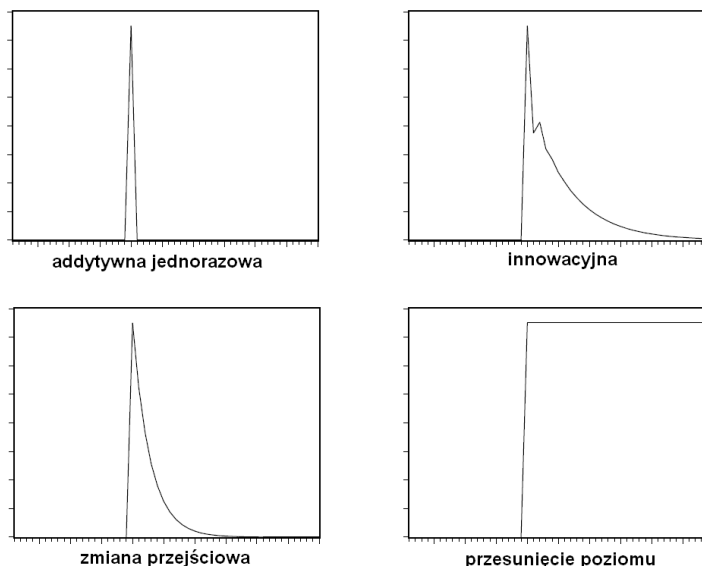 addytywna jednorazowa
innowacyjna
zmiana przejściowa
przesunięcie poziomu